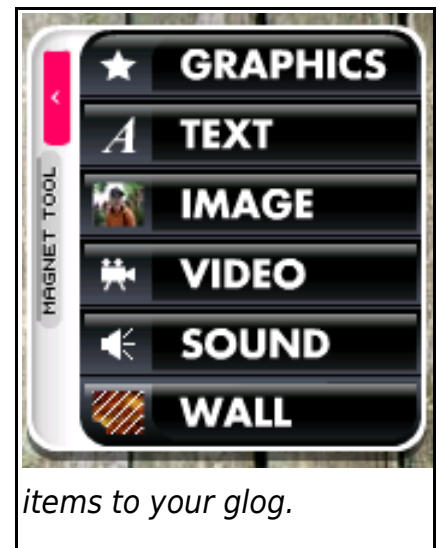 GRAPHICS
A TEXT
IMAGE
VIDEO
SOUND
WALL
MAGNET TOOL
items to your glog.